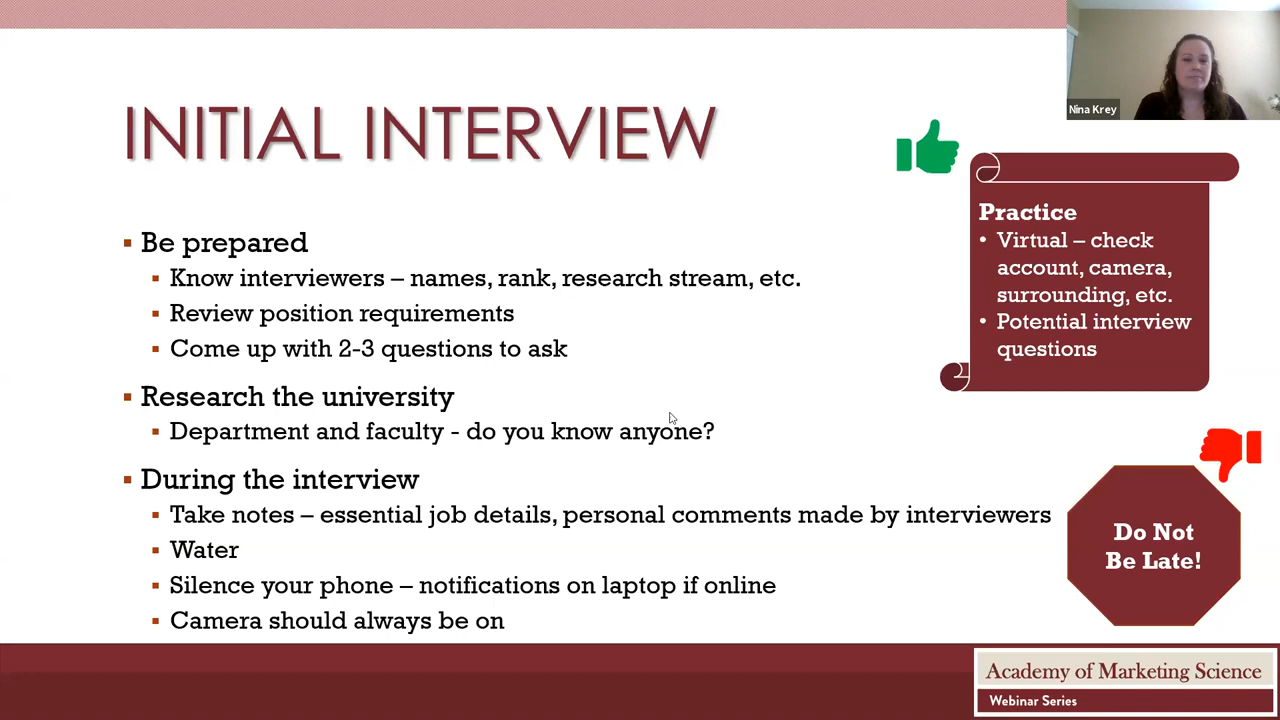 Nina Krey
INITIAL INTERVIEW
Be prepared
Know interviewers – names, rank, research stream, etc.
Review position requirements
Come up with 2-3 questions to ask
Research the university
Department and faculty - do you know anyone?
During the interview
Take notes – essential job details, personal comments made by interviewers
Water
Silence your phone – notifications on laptop if online
Camera should always be on
Practice
• Virtual – check
account, camera,
surrounding, etc.
• Potential interview
questions
Do Not
Be Late!
Academy of Marketing Science
Webinar Series